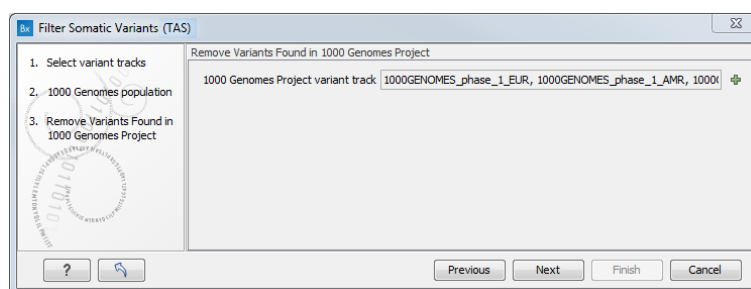 Bx Filter Somatic Variants (TAS)
1. Select variant tracks
2. 1000 Genomes population
3. Remove Variants Found in
1000 Genomes Project
Remove Variants Found in 1000 Genomes Project
1000 Genomes Project variant track 1000GENOMES_phase_1_EUR, 1000GENOMES_phase_1_AMR, 1000
? Previous Next Finish Cancel